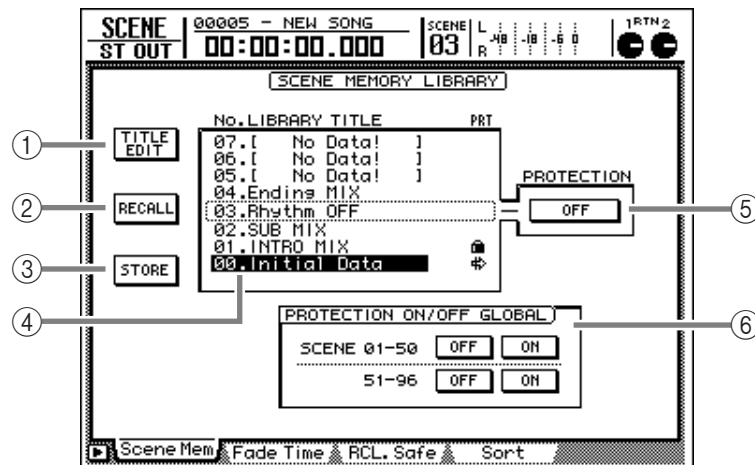 SCENE
ST OUT
00005 - NEW SONG
00:00:00.000
SCENE
03
L
R
-48 -18 -6 0
1 RTN 2
SCENE MEMORY LIBRARY
No. LIBRARY TITLE PRT
07.[ No Data! ]
06.[ No Data! ]
05.[ No Data! ]
04.Ending MIX
03.Rhythm OFF
02.SUB MIX
01.INTRO MIX
00.Initial Data
① TITLE EDIT
② RECALL
③ STORE
④
PROTECTION
OFF
⑤
PROTECTION ON/OFF GLOBAL
⑥
SCENE 01-50 OFF ON
51-96 OFF ON
Scene Mem Fade Time RCL. Safe Sort